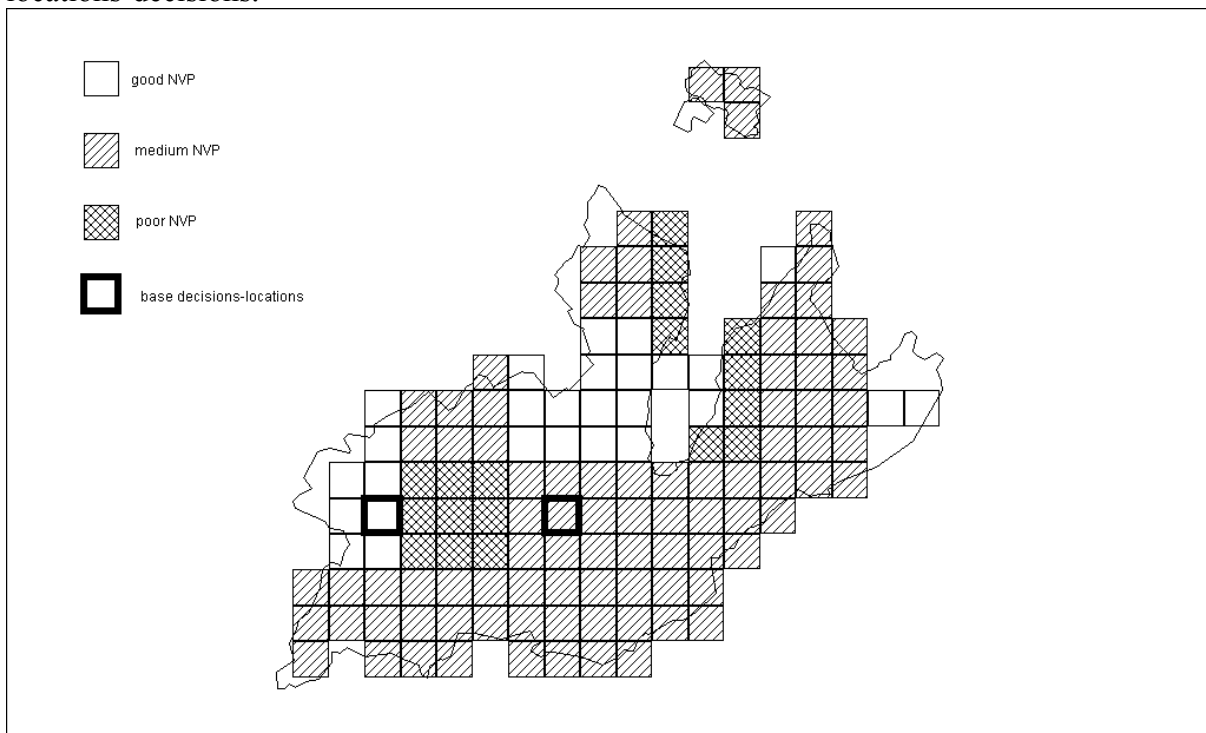 locations-decisions.
good NVP
medium NVP
poor NVP
base decisions-locations